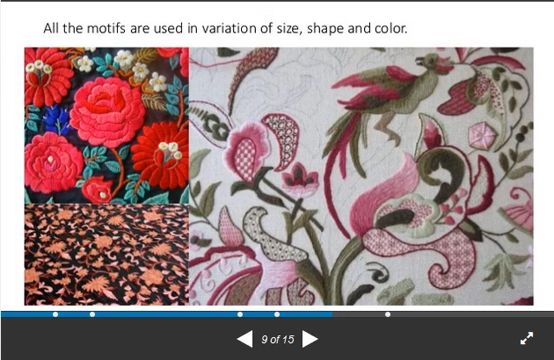 All the motifs are used in variation of size, shape and color.
9 of 15